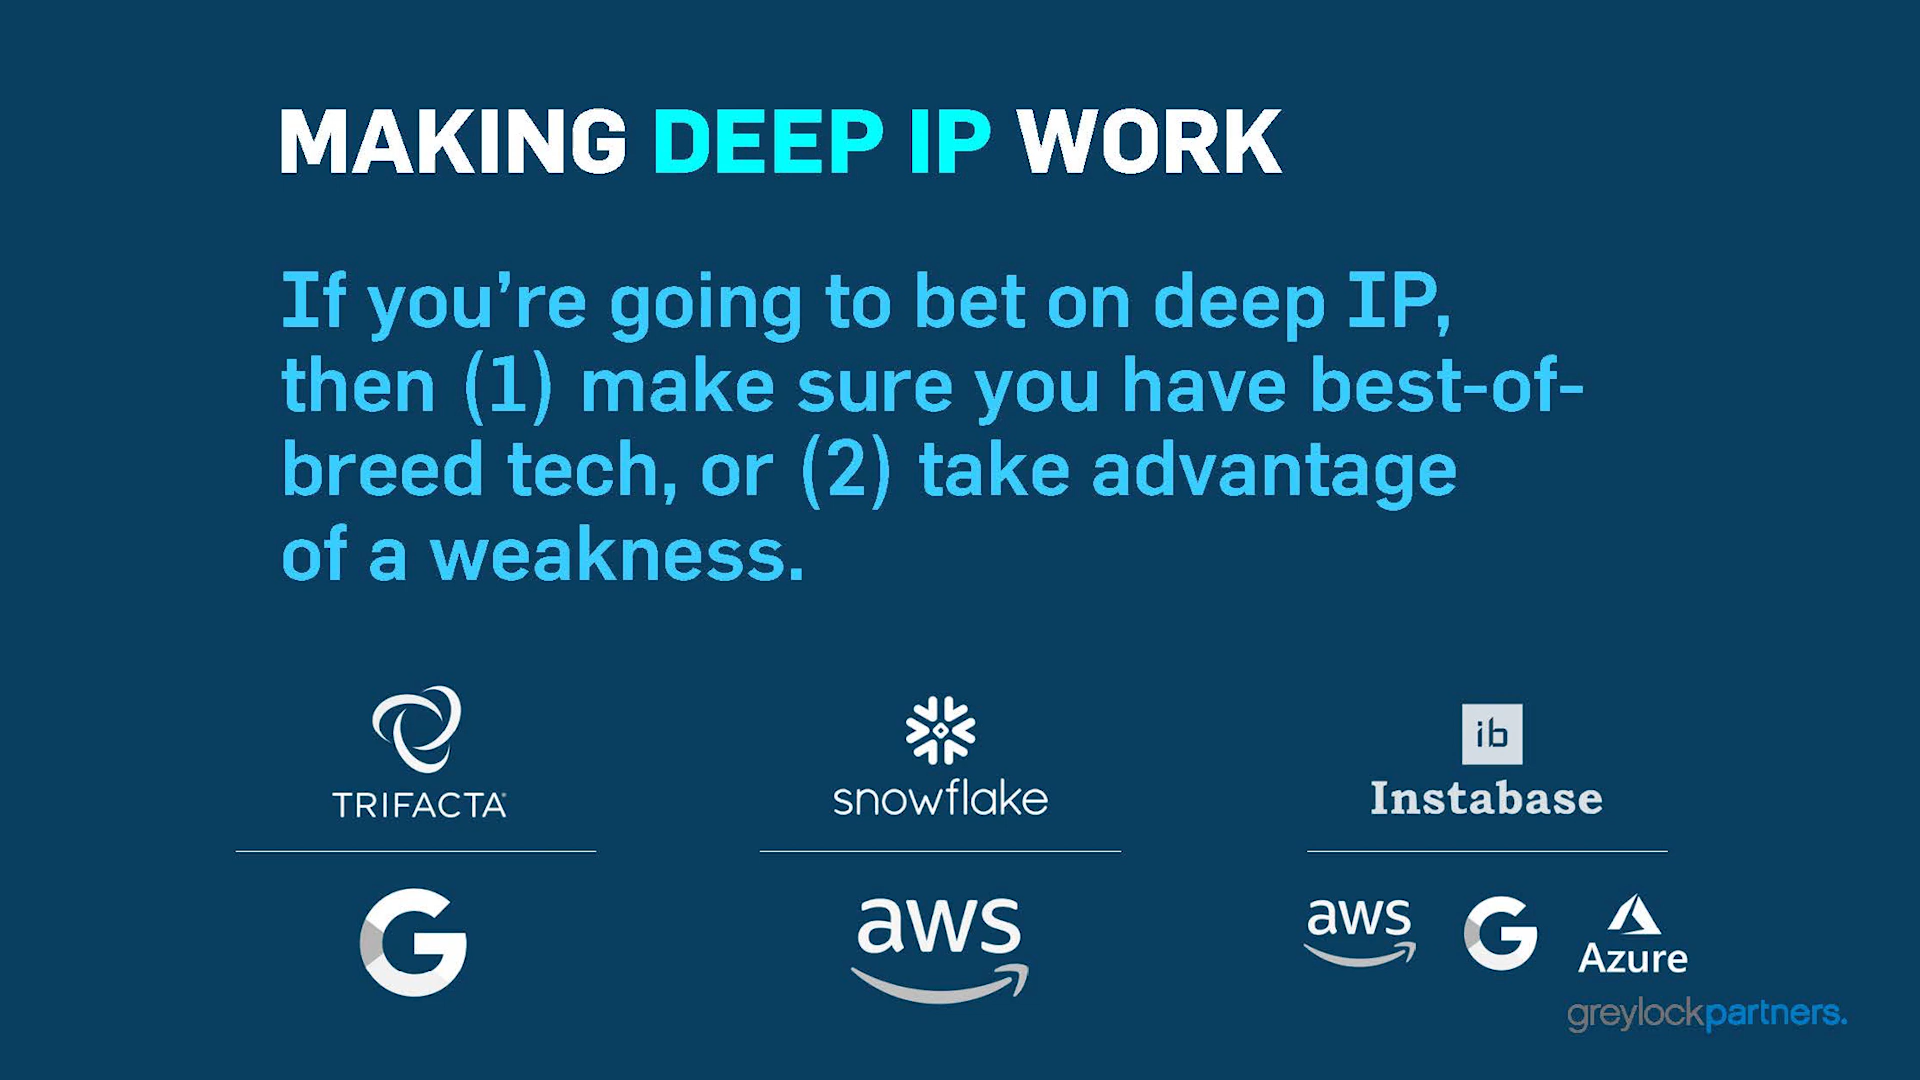 MAKING DEEP IP WORK
If you’re going to bet on deep IP,
then (1) make sure you have best-of-
breed tech, or (2) take advantage
of a weakness.
TRIFACTA
snowflake
ib
Instabase
G
aws
aws
G
Azure
greylockpartners.